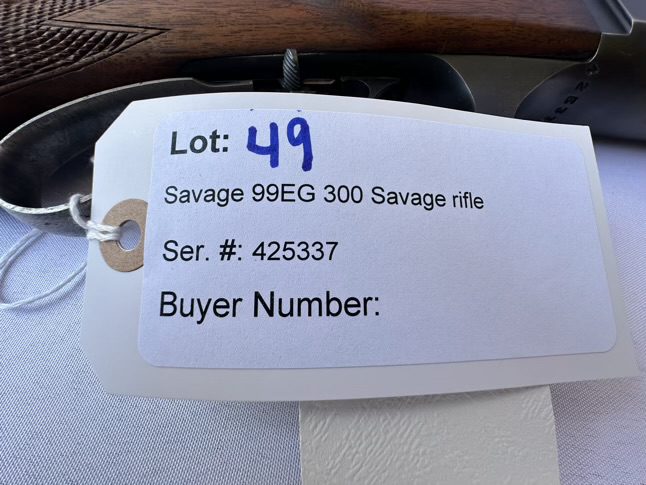 Lot: 49
Savage 99EG 300 Savage rifle
Ser. #: 425337
Buyer Number: